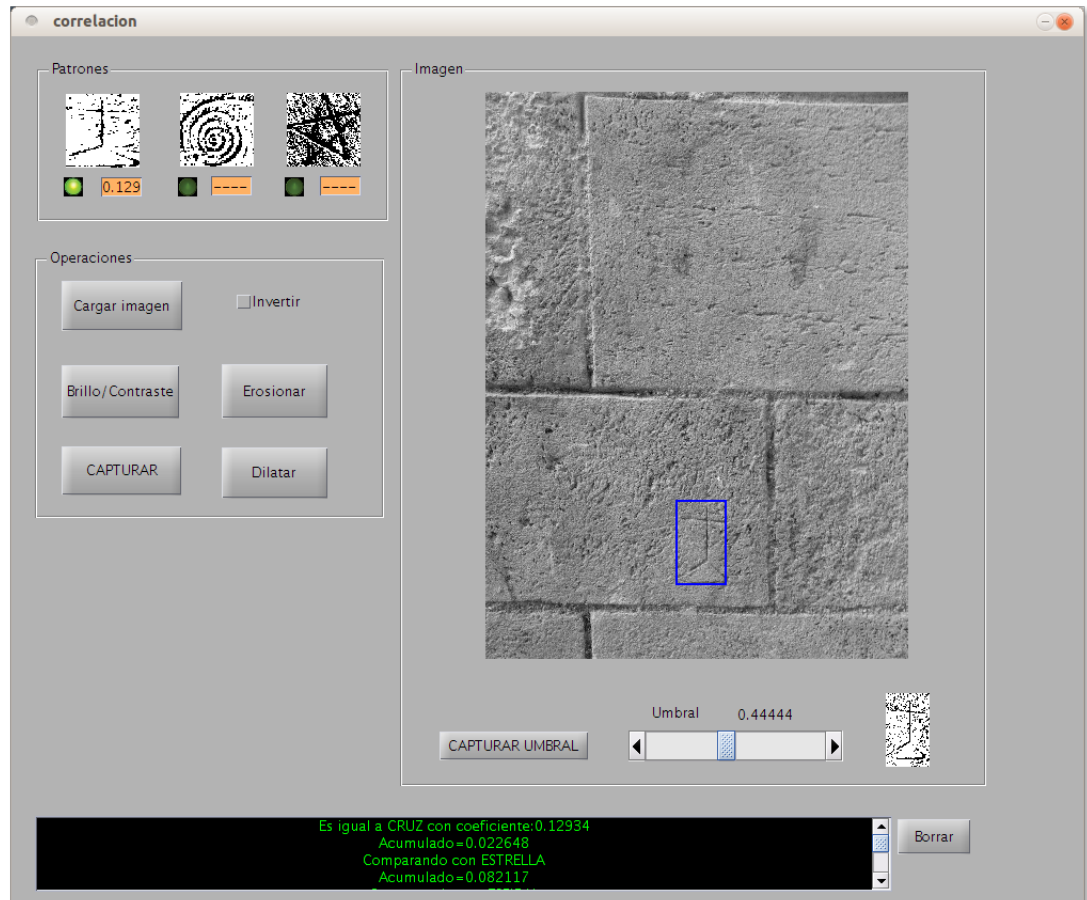 correlacion
Patrones
0.129 ---- ----
Operaciones
Cargar imagen
Invertir
Brillo/Contraste
Erosionar
CAPTURAR
Dilatar
Imagen
Umbral 0.44444
CAPTURAR UMBRAL
Es igual a CRUZ con coeficiente:0.12934
Acumulado=0.022648
Comparando con ESTRELLA
Acumulado=0.082117
Borrar